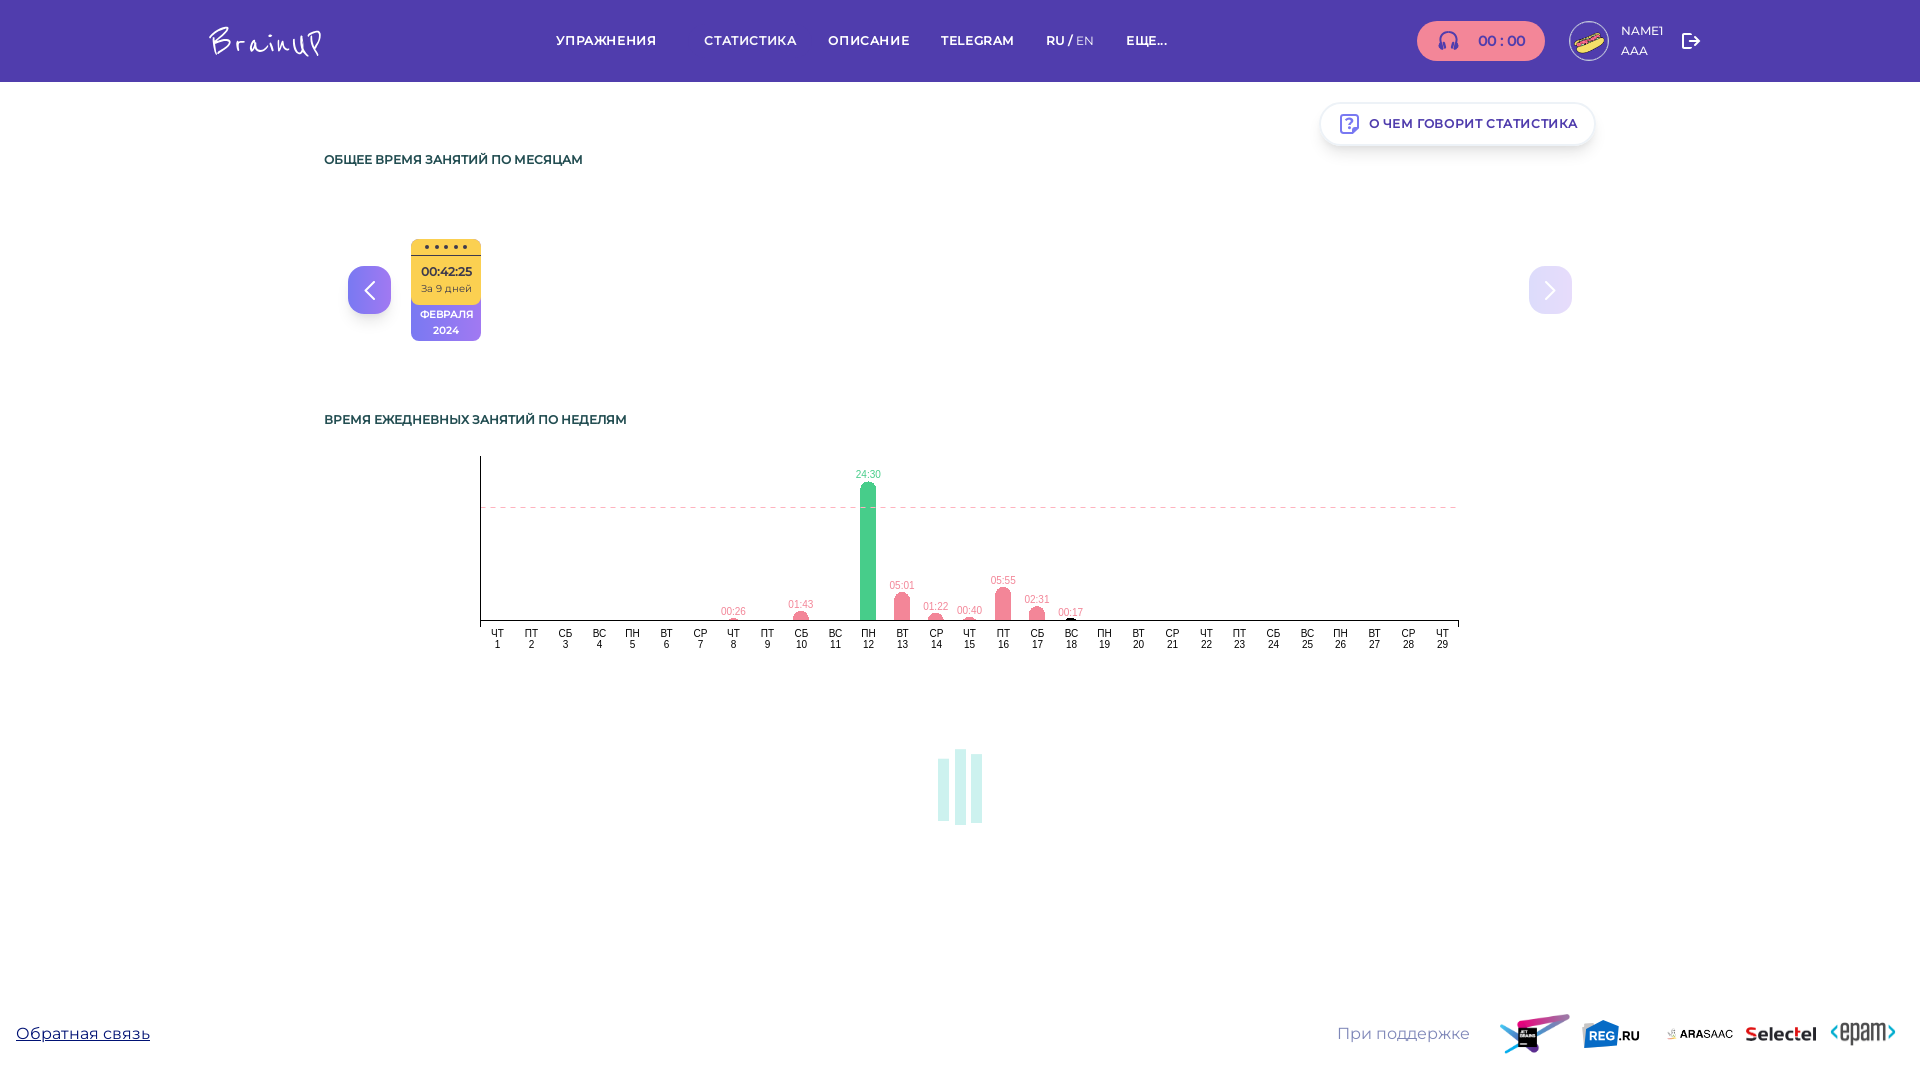 BrainUP
УПРАЖНЕНИЯ СТАТИСТИКА ОПИСАНИЕ TELEGRAM RU / EN ЕЩЕ...
00 : 00
NAME1
AAA
О ЧЕМ ГОВОРИТ СТАТИСТИКА
ОБЩЕЕ ВРЕМЯ ЗАНЯТИЙ ПО МЕСЯЦАМ
00:42:25
За 9 дней
ФЕВРАЛЯ
2024
ВРЕМЯ ЕЖЕДНЕВНЫХ ЗАНЯТИЙ ПО НЕДЕЛЯМ
00:26 01:43 24:30 05:01 01:22 00:40 05:55 02:31 00:17
ЧТ ПТ СБ ВС ПН ВТ СР ЧТ ПТ СБ ВС ПН ВТ СР ЧТ ПТ СБ ВС ПН ВТ СР ЧТ ПТ СБ ВС ПН ВТ СР ЧТ
1 2 3 4 5 6 7 8 9 10 11 12 13 14 15 16 17 18 19 20 21 22 23 24 25 26 27 28 29
Обратная связь
При поддержке
REG.RU
ARASAAC
Selectel
<epam>